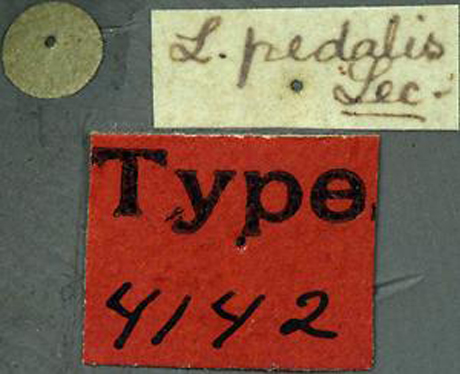 L. pedalis
Lec.
Type
4142